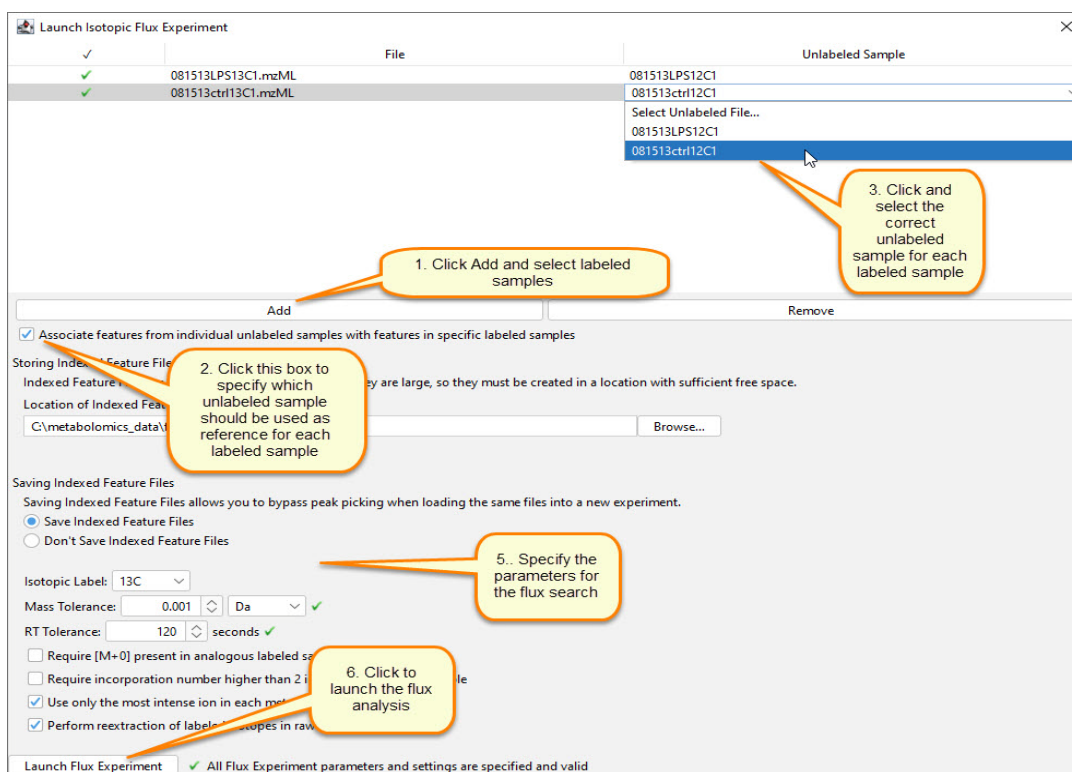 Launch Isotopic Flux Experiment
✓ File Unlabeled Sample
081513LPS13C1.mzML 081513LPS12C1
081513ctrl13C1.mzML 081513ctrl12C1
Select Unlabeled File...
081513LPS12C1
081513ctrl12C1
3. Click and
select the
correct
unlabeled
sample for each
labeled sample
1. Click Add and select labeled
samples
Add Remove
Associate features from individual unlabeled samples with features in specific labeled samples
Storing Indexed Feature File
Indexed Feature F ey are large, so they must be created in a location with sufficient free space.
2. Click this box to
specify which
unlabeled sample
should be used as
reference for each
labeled sample
Location of Indexed Feat
C:\metabolomics_data\f Browse...
Saving Indexed Feature Files
Saving Indexed Feature Files allows you to bypass peak picking when loading the same files into a new experiment.
Save Indexed Feature Files
Don't Save Indexed Feature Files
5.. Specify the
parameters for
the flux search
Isotopic Label: 13C
Mass Tolerance: 0.001 Da
RT Tolerance: 120 seconds
Require [M+0] present in analogous labeled sa
Require incorporation number higher than 2 i le
Use only the most intense ion in each met
Perform reextraction of labeled isotopes in raw
6. Click to
launch the flux
analysis
Launch Flux Experiment All Flux Experiment parameters and settings are specified and valid